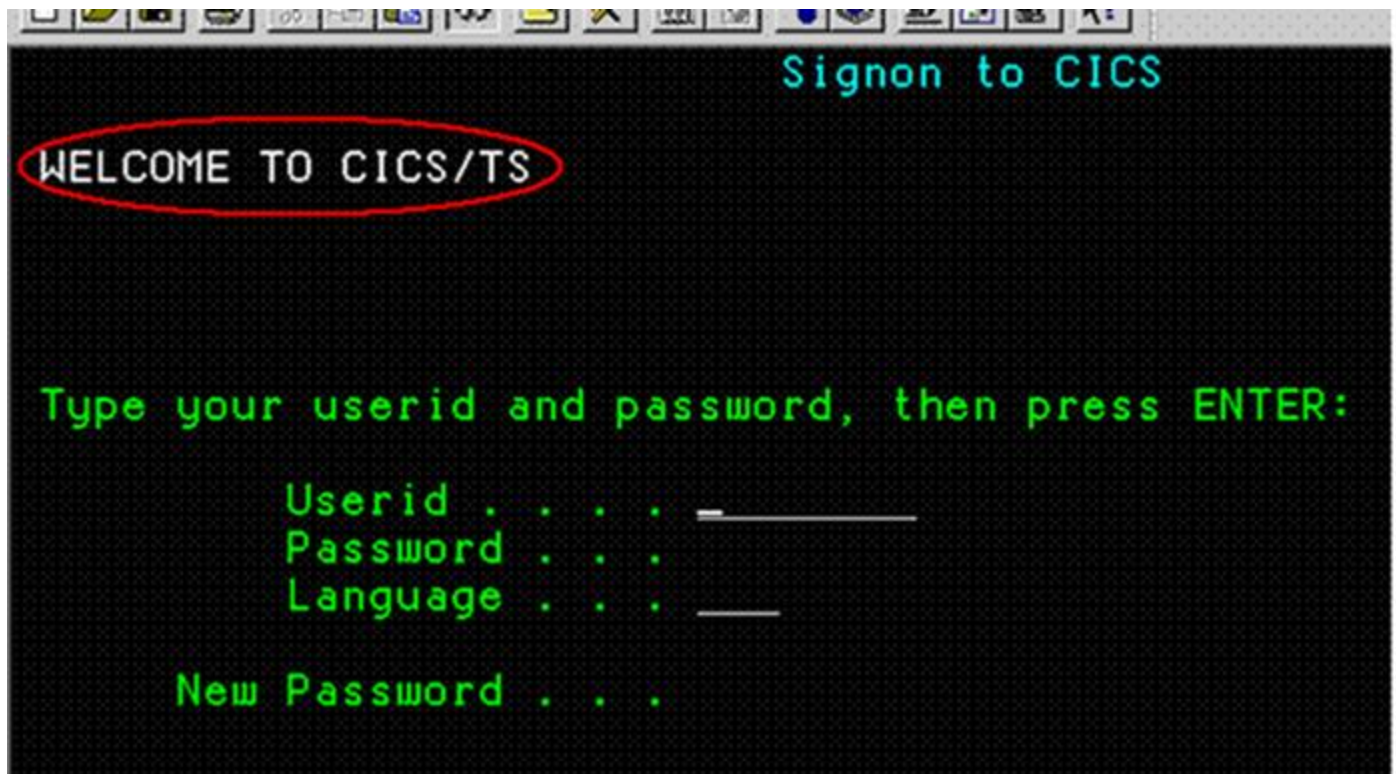 Signon to CICS
WELCOME TO CICS/TS
Type your userid and password, then press ENTER:
Userid . . . .
Password . . .
Language . . .
New Password . . .